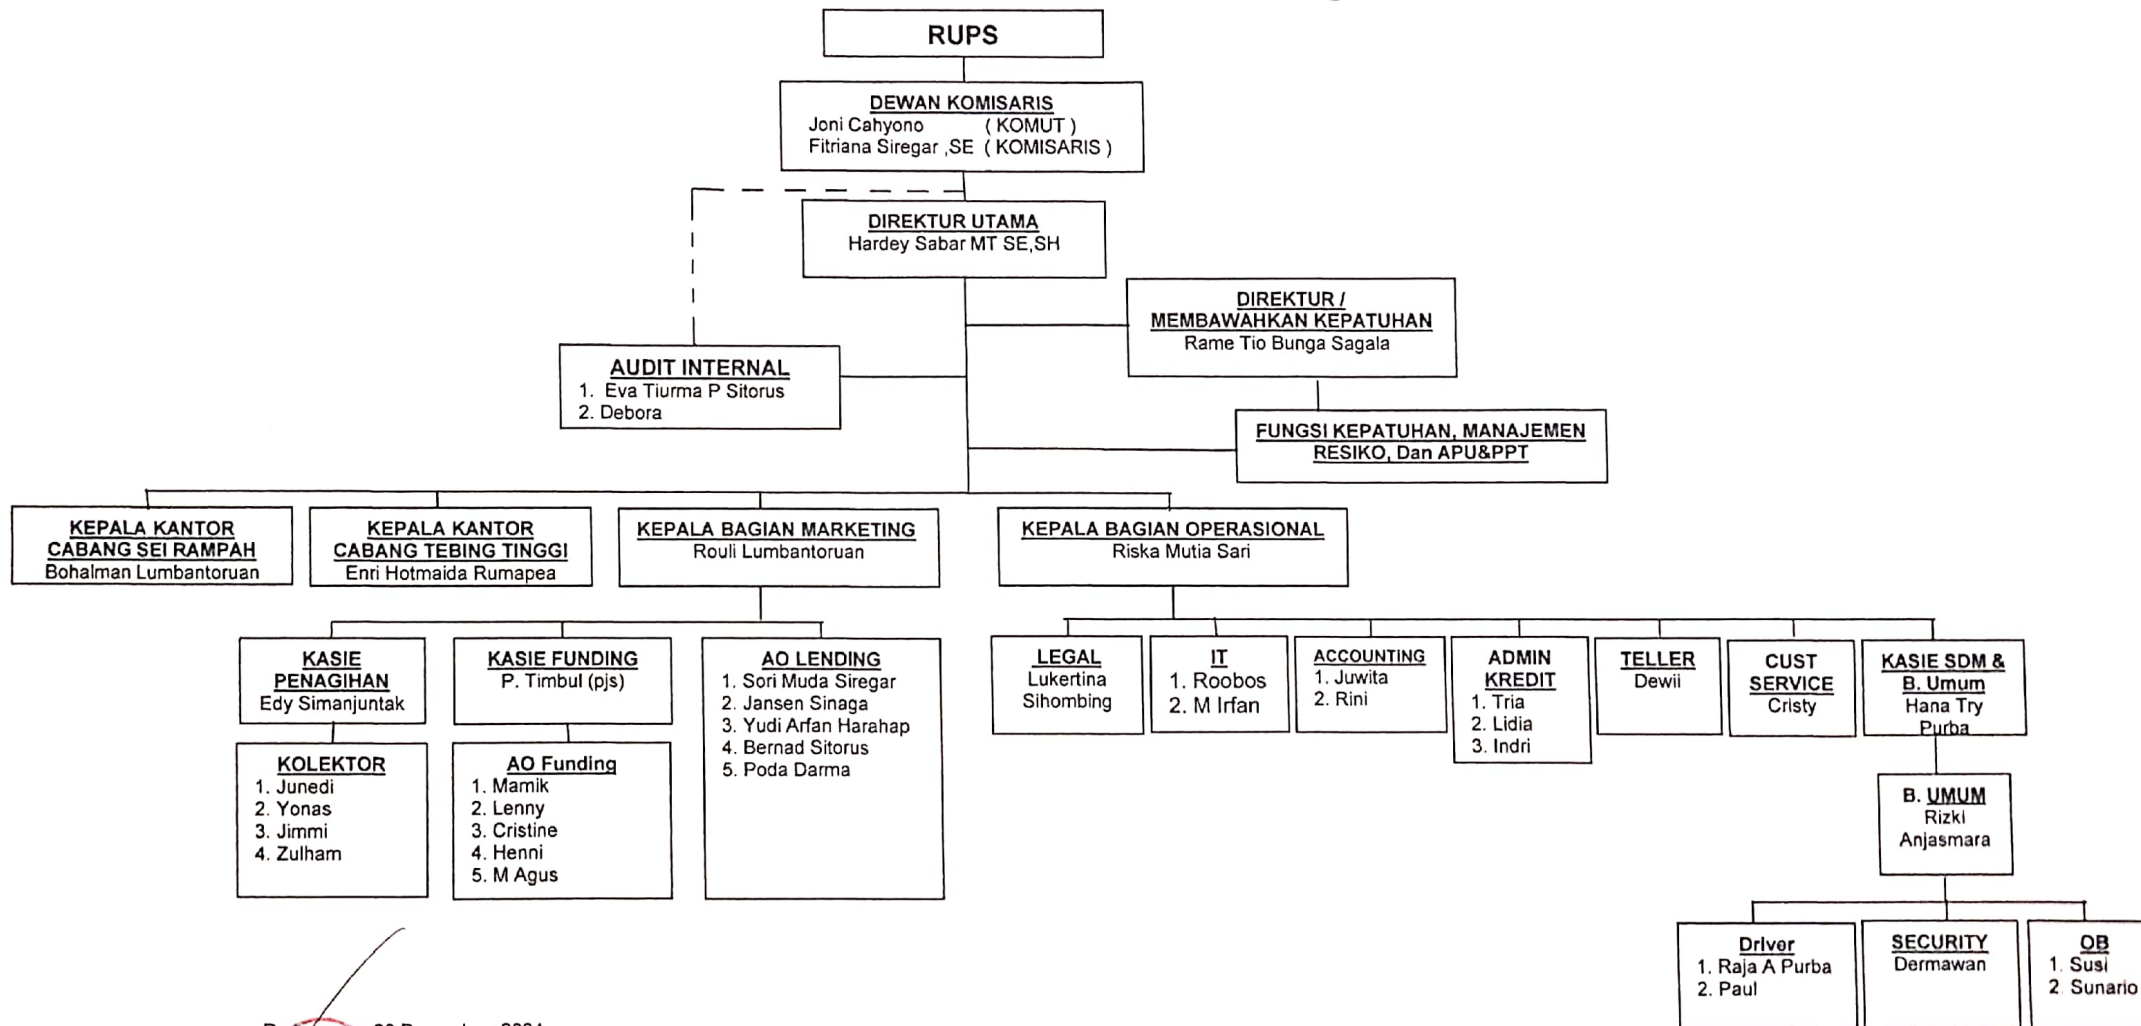 RUPS
DEWAN KOMISARIS
Joni Cahyono ( KOMUT )
Fitriana Siregar ,SE ( KOMISARIS )
DIREKTUR UTAMA
Hardey Sabar MT SE,SH
DIREKTUR /
MEMBAWAHKAN KEPATUHAN
Rame Tio Bunga Sagala
AUDIT INTERNAL
1. Eva Tiurma P Sitorus
2. Debora
FUNGSI KEPATUHAN, MANAJEMEN
RESIKO, Dan APU&PPT
KEPALA KANTOR
CABANG SEI RAMPAH
Bohalman Lumbantoruan
KEPALA KANTOR
CABANG TEBING TINGGI
Enri Hotmaida Rumapea
KEPALA BAGIAN MARKETING
Rouli Lumbantoruan
KEPALA BAGIAN OPERASIONAL
Riska Mutia Sari
KASIE
PENAGIHAN
Edy Simanjuntak
KASIE FUNDING
P. Timbul (pjs)
AO LENDING
1. Sori Muda Siregar
2. Jansen Sinaga
3. Yudi Arfan Harahap
4. Bernad Sitorus
5. Poda Darma
LEGAL
Lukertina
Sihombing
IT
1. Roobos
2. M Irfan
ACCOUNTING
1. Juwita
2. Rini
ADMIN
KREDIT
1. Tria
2. Lidia
3. Indri
TELLER
Dewii
CUST
SERVICE
Cristy
KASIE SDM &
B. Umum
Hana Try
Purba
KOLEKTOR
1. Junedi
2. Yonas
3. Jimmi
4. Zulham
AO Funding
1. Mamik
2. Lenny
3. Cristine
4. Henni
5. M Agus
B. UMUM
Rizki
Anjasmara
Driver
1. Raja A Purba
2. Paul
SECURITY
Dermawan
OB
1. Susi
2. Sunario